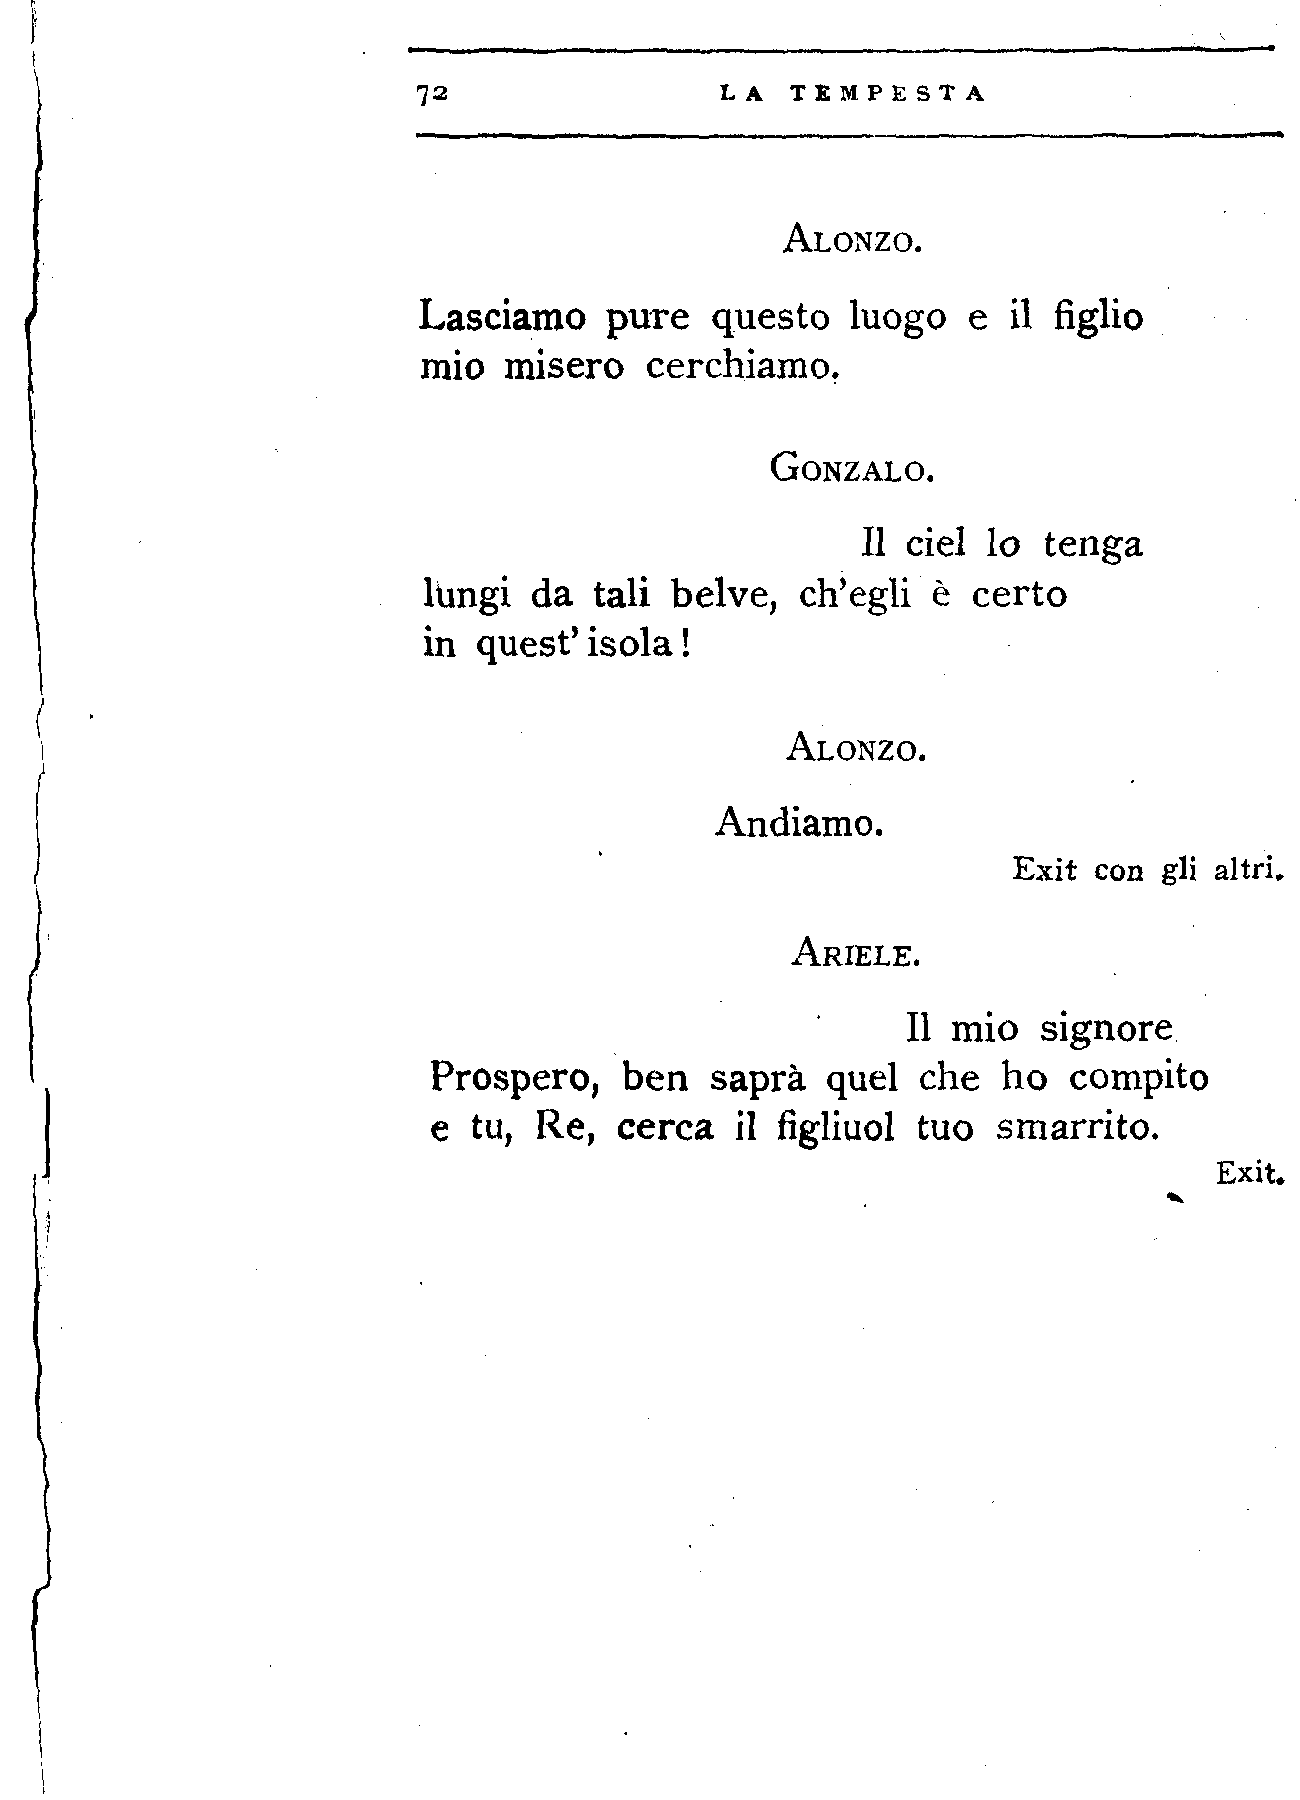 72 LA TEMPESTA
ALONZO.
Lasciamo pure questo luogo e il figlio
mio misero cerchiamo.
GONZALO.
Il ciel lo tenga
lungi da tali belve, ch'egli è certo
in quest' isola!
ALONZO.
Andiamo.
Exit con gli altri.
ARIELE.
Il mio signore
Prospero, ben saprà quel che ho compito
e tu, Re, cerca il figliuol tuo smarrito.
Exit.